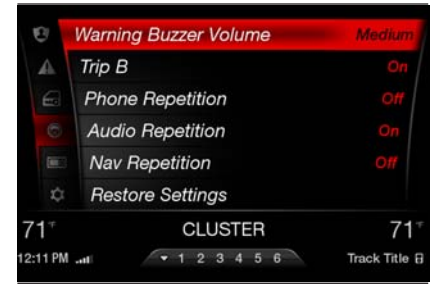 Warning Buzzer Volume Medium
Trip B On
Phone Repetition Off
Audio Repetition On
Nav Repetition Off
Restore Settings
71°F CLUSTER 71°
12:11 PM 1 2 3 4 5 6 Track Title